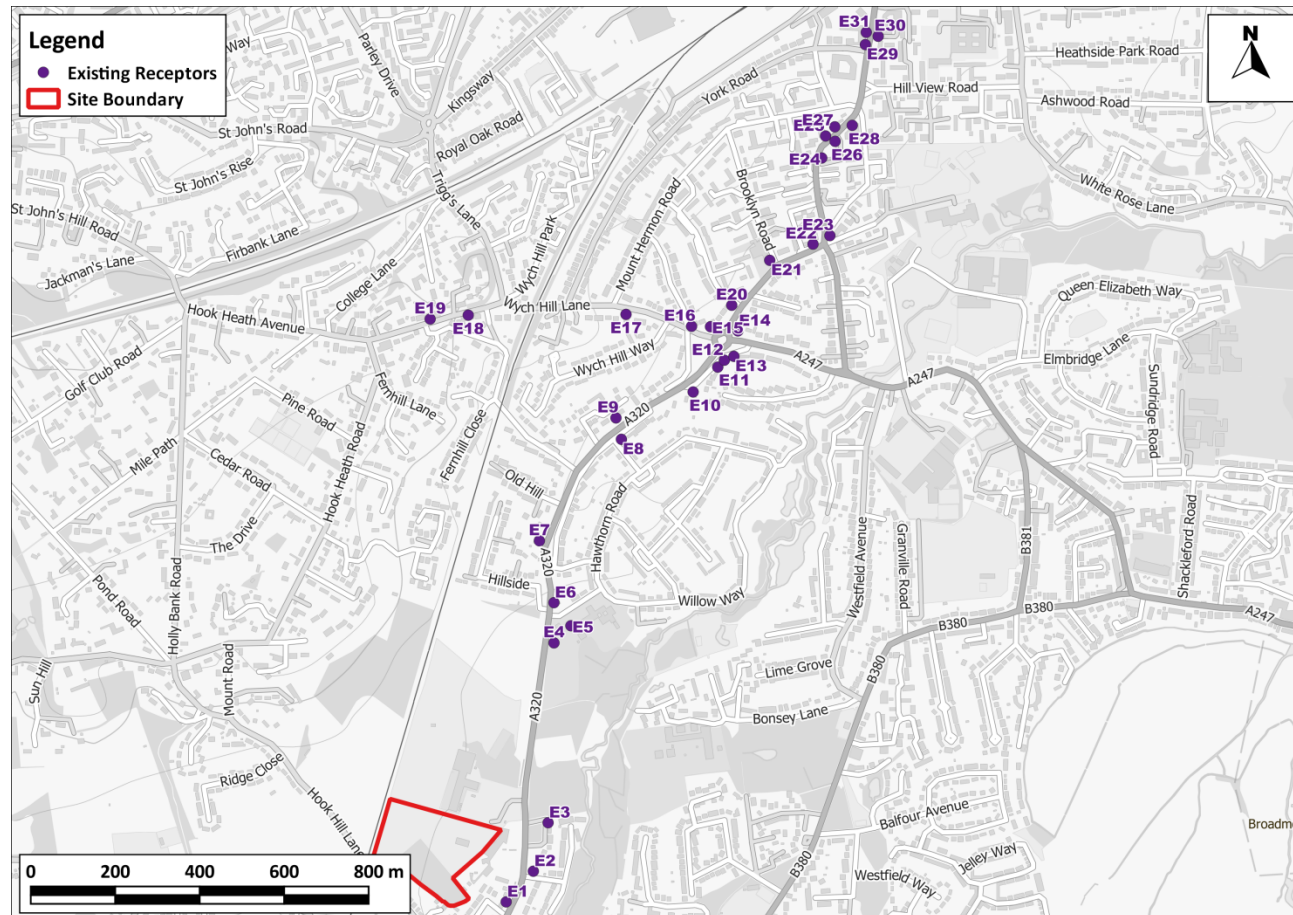 Legend
Existing Receptors
Site Boundary
N
Way
Parley Drive
Kingsway
Royal Oak Road
St John's Road
St John's Rise
St John's Hill Road
Firbank Lane
Jackman's Lane
Trigg's Lane
College Lane
Wych Hill Park
Wych Hill Lane
Hook Heath Avenue
Golf Club Road
Mile Path
Pine Road
Cedar Road
The Drive
Fernhill Lane
Fernhill Close
Hook Heath Road
Holly Bank Road
Pond Road
Sun Hill
Mount Road
Ridge Close
Hook Hill Lane
York Road
Mount Hermon Road
Brooklyn Road
Wych Hill Way
Old Hill
Hawthorn Road
Hillside
Willow Way
Heathside Park Road
Hill View Road
Ashwood Road
White Rose Lane
Queen Elizabeth Way
Elmbridge Lane
Sundridge Road
Shackleford Road
Westfield Avenue
Granville Road
Lime Grove
Bonsey Lane
Balfour Avenue
Jelley Way
Westfield Way
Broadm
A320
A320
A320
A247
A247
A247
B381
B380
B380
B380
B380
E31
E30
E29
E27
E25
E28
E26
E24
E23
E22
E21
E20
E19
E18
E17
E16
E15
E14
E13
E12
E11
E10
E9
E8
E7
E6
E5
E4
E3
E2
E1
0 200 400 600 800 m